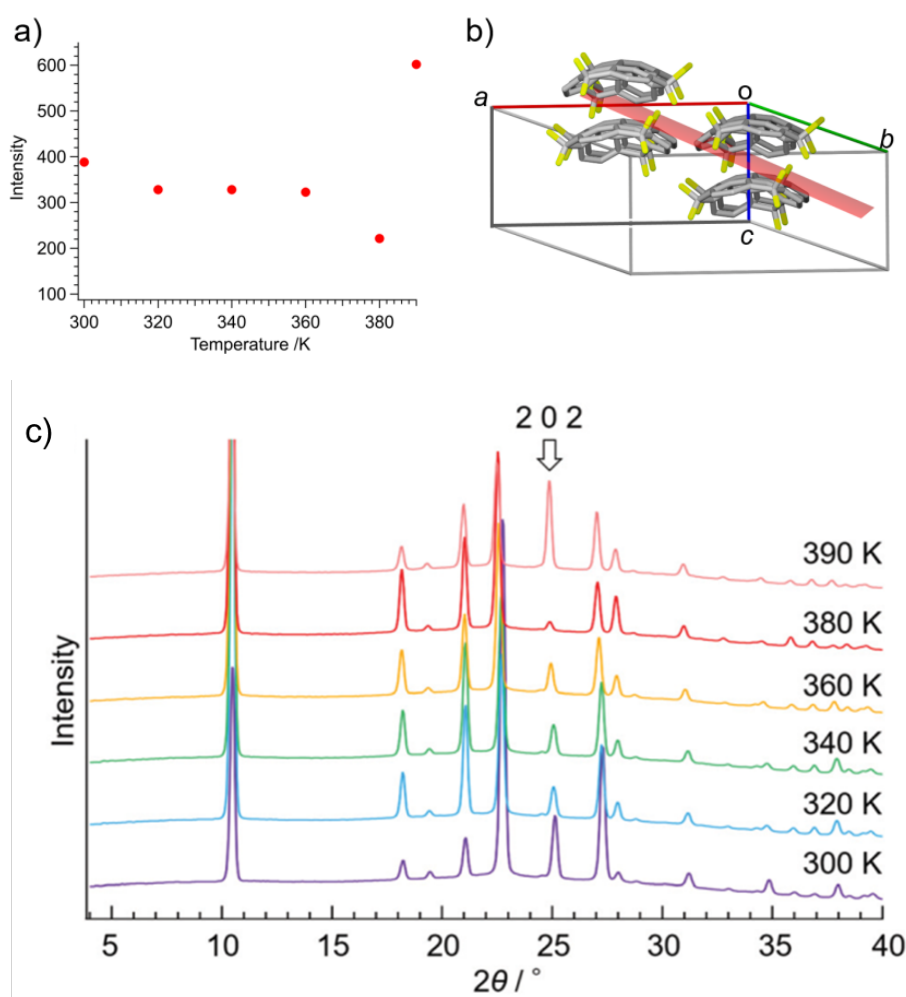 a)
600
500
400
300
200
100
Intensity
300 320 340 360 380
Temperature /K
b)
a
o
b
c
c)
2 0 2
390 K
380 K
360 K
340 K
320 K
300 K
Intensity
5 10 15 20 25 30 35 40
2θ / °